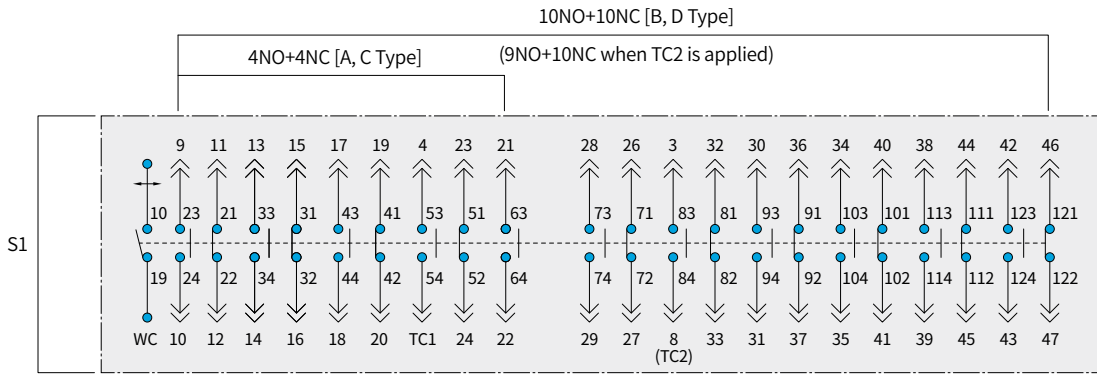 10NO+10NC [B, D Type]
4NO+4NC [A, C Type]
(9NO+10NC when TC2 is applied)
9 11 13 15 17 19 4 23 21 28 26 3 32 30 36 34 40 38 44 42 46
10 23 21 33 31 43 41 53 51 63 73 71 83 81 93 91 103 101 113 111 123 121
S1
19 24 22 34 32 44 42 54 52 64 74 72 84 82 94 92 104 102 114 112 124 122
WC 10 12 14 16 18 20 TC1 24 22 29 27 8 33 31 37 35 41 39 45 43 47
(TC2)